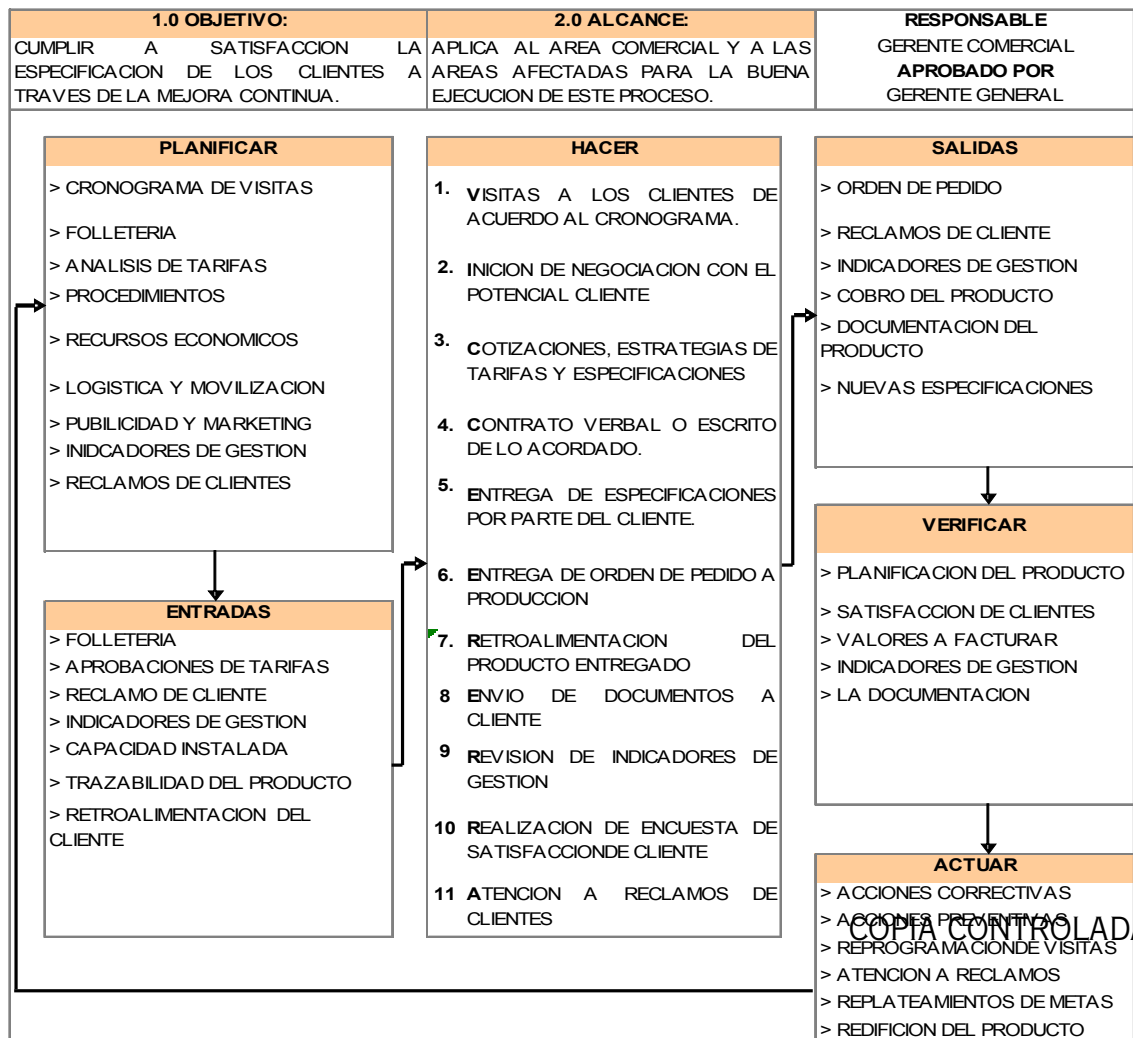 1.0 OBJETIVO:
CUMPLIR A SATISFACCION LA
ESPECIFICACION DE LOS CLIENTES A
TRAVES DE LA MEJORA CONTINUA.
2.0 ALCANCE:
APLICA AL AREA COMERCIAL Y A LAS
AREAS AFECTADAS PARA LA BUENA
EJECUCION DE ESTE PROCESO.
RESPONSABLE
GERENTE COMERCIAL
APROBADO POR
GERENTE GENERAL
PLANIFICAR
> CRONOGRAMA DE VISITAS
> FOLLETERIA
> ANALISIS DE TARIFAS
> PROCEDIMIENTOS
> RECURSOS ECONOMICOS
> LOGISTICA Y MOVILIZACION
> PUBILICIDAD Y MARKETING
> INIDCADORES DE GESTION
> RECLAMOS DE CLIENTES
ENTRADAS
> FOLLETERIA
> APROBACIONES DE TARIFAS
> RECLAMO DE CLIENTE
> INDICADORES DE GESTION
> CAPACIDAD INSTALADA
> TRAZABILIDAD DEL PRODUCTO
> RETROALIMENTACION DEL
CLIENTE
HACER
1. VISITAS A LOS CLIENTES DE
ACUERDO AL CRONOGRAMA.
2. INICION DE NEGOCIACION CON EL
POTENCIAL CLIENTE
3. COTIZACIONES, ESTRATEGIAS DE
TARIFAS Y ESPECIFICACIONES
4. CONTRATO VERBAL O ESCRITO
DE LO ACORDADO.
5. ENTREGA DE ESPECIFICACIONES
POR PARTE DEL CLIENTE.
6. ENTREGA DE ORDEN DE PEDIDO A
PRODUCCION
7. RETROALIMENTACION DEL
PRODUCTO ENTREGADO
8 ENVIO DE DOCUMENTOS A
CLIENTE
9 REVISION DE INDICADORES DE
GESTION
10 REALIZACION DE ENCUESTA DE
SATISFACCIONDE CLIENTE
11 ATENCION A RECLAMOS DE
CLIENTES
SALIDAS
> ORDEN DE PEDIDO
> RECLAMOS DE CLIENTE
> INDICADORES DE GESTION
> COBRO DEL PRODUCTO
> DOCUMENTACION DEL
PRODUCTO
> NUEVAS ESPECIFICACIONES
VERIFICAR
> PLANIFICACION DEL PRODUCTO
> SATISFACCION DE CLIENTES
> VALORES A FACTURAR
> INDICADORES DE GESTION
> LA DOCUMENTACION
ACTUAR
> ACCIONES CORRECTIVAS
> ACCIONES PREVENTIVAS
COPIA CONTROLADA
> REPROGRAMACIONDE VISITAS
> ATENCION A RECLAMOS
> REPLATEAMIENTOS DE METAS
> REDIFICION DEL PRODUCTO